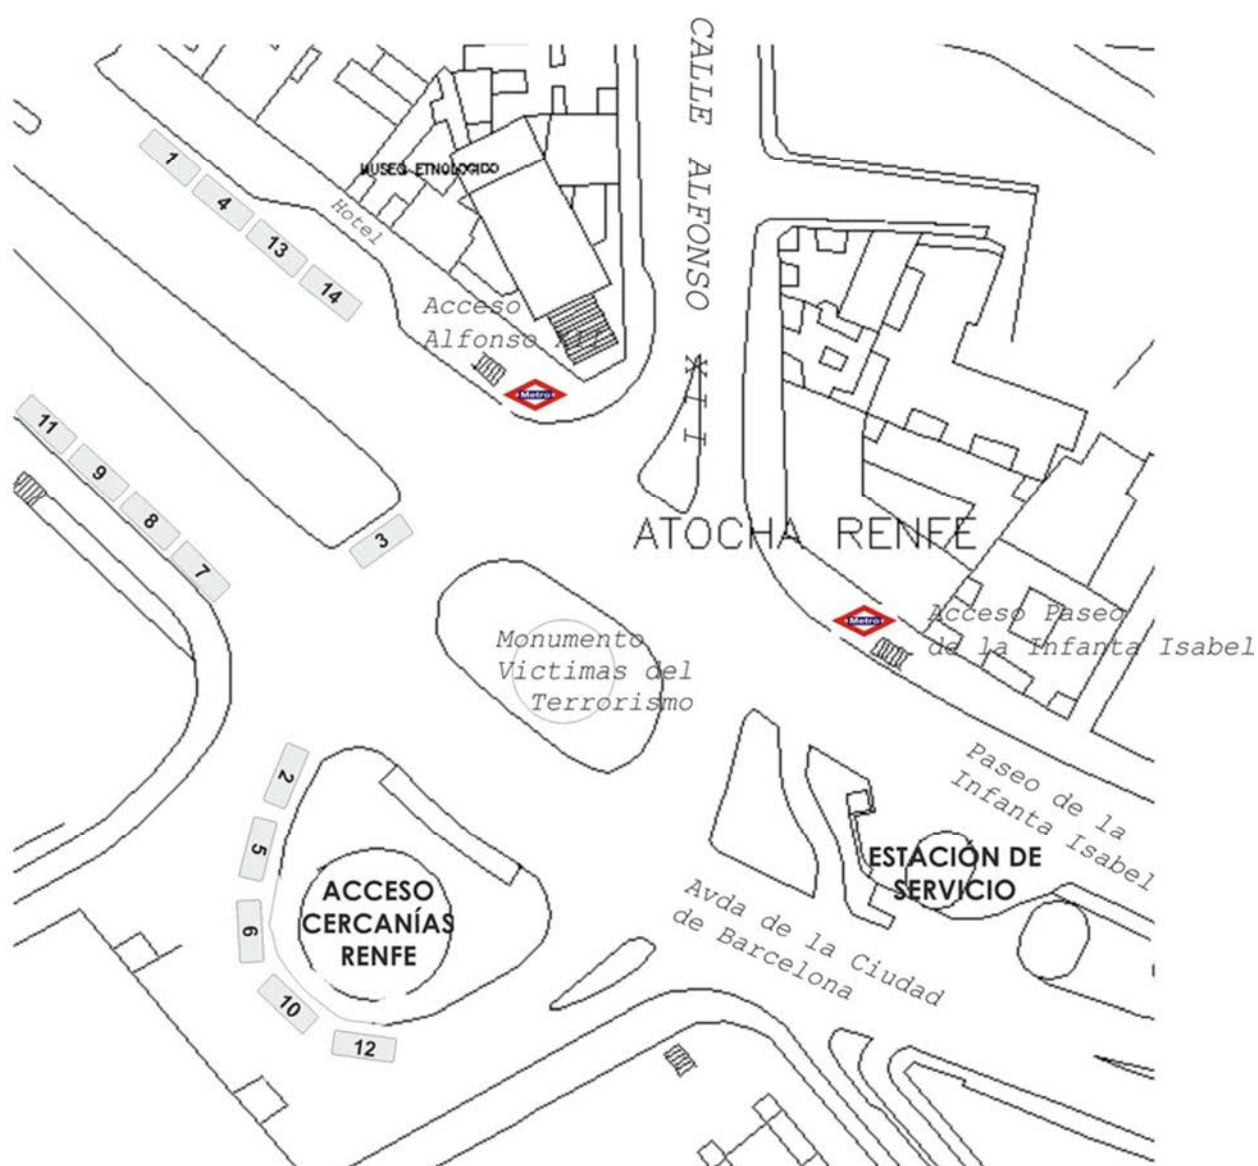 CALLE ALFONSO XII
MUSEO ETNOLOGICO
1
4
13
14
Hotel
Acceso
Alfonso XII
Metro
11
9
8
7
3
ATOCHA RENFE
Metro
Acceso Paseo
de la Infanta Isabel
Monumento
Victimas del
Terrorismo
Paseo de la
Infanta Isabel
2
5
6
10
12
ACCESO
CERCANÍAS
RENFE
ESTACIÓN DE
SERVICIO
Avda de la Ciudad
de Barcelona